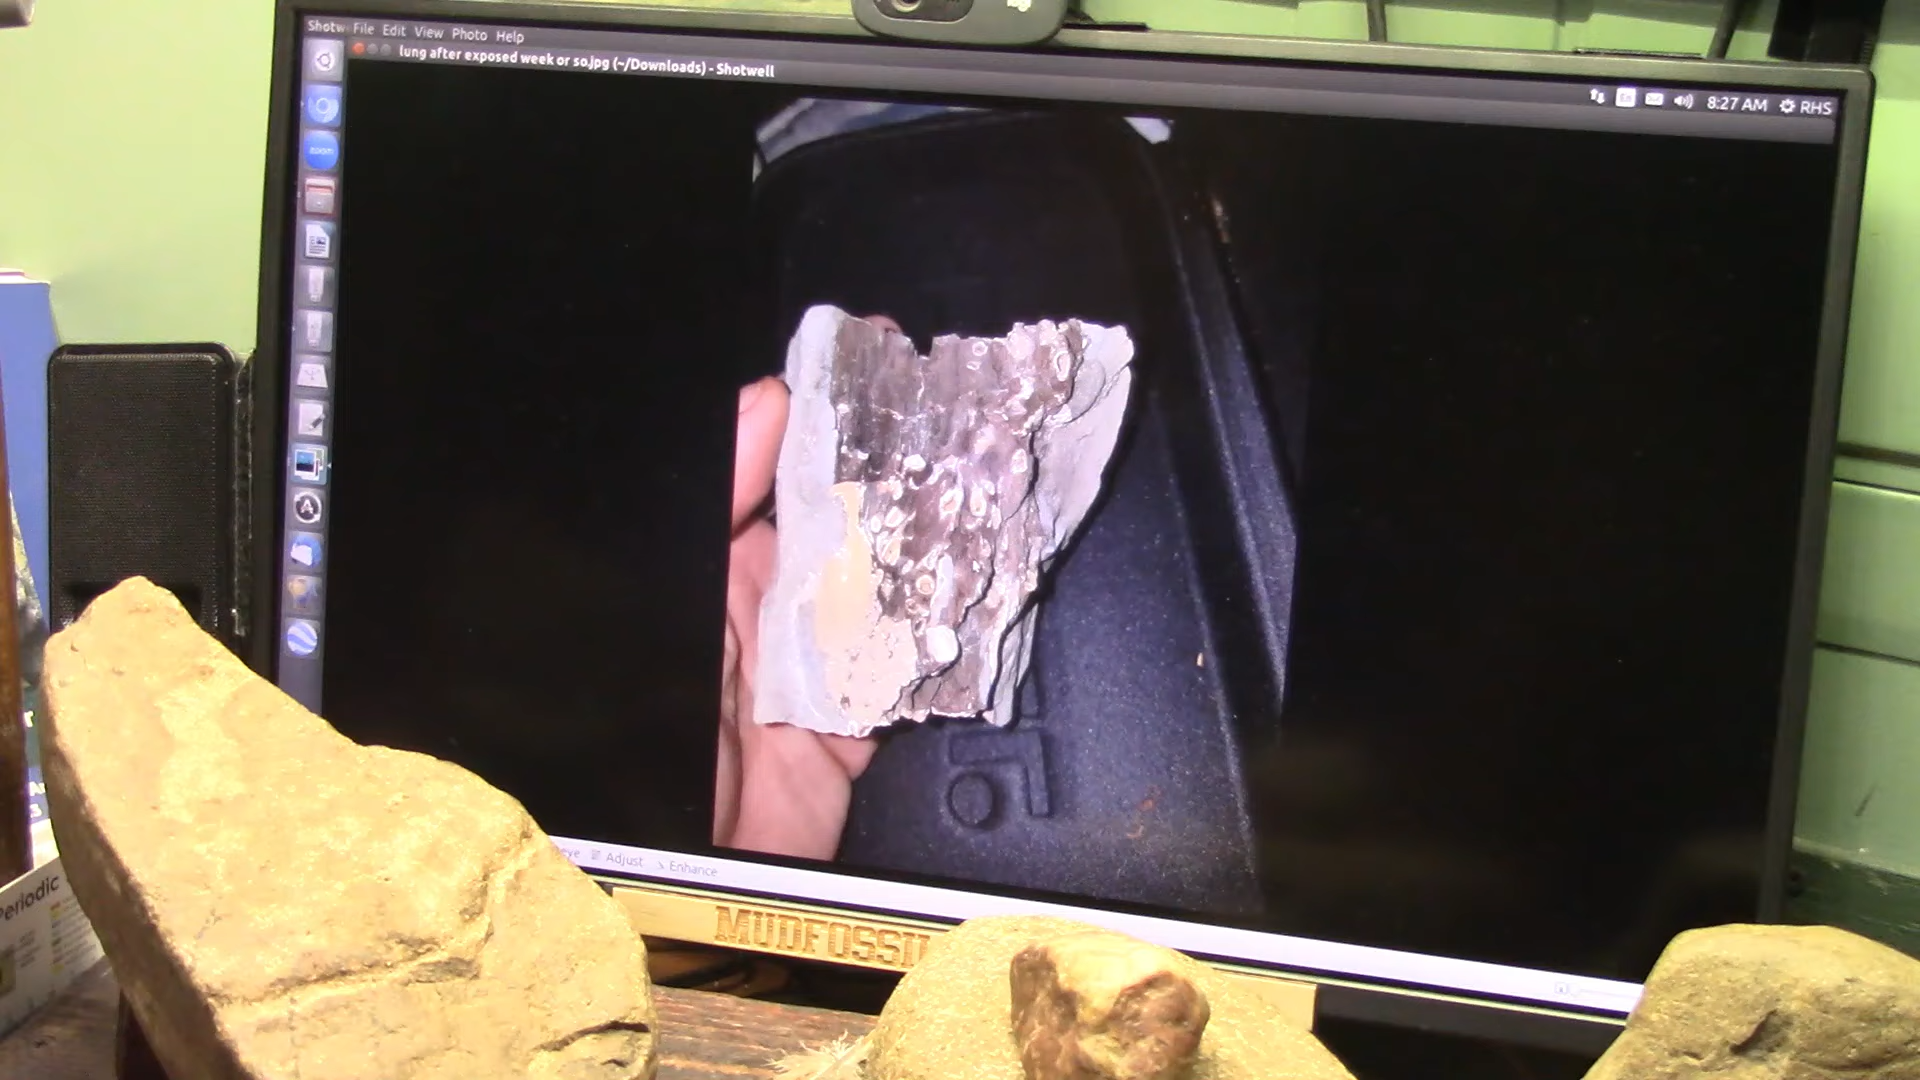 Shotw File Edit View Photo Help
lung after exposed week or so.jpg (~/Downloads) - Shotwell
8:27 AM RHS
zoom
A
Adjust Enhance
MUDFOSSIL
Periodic